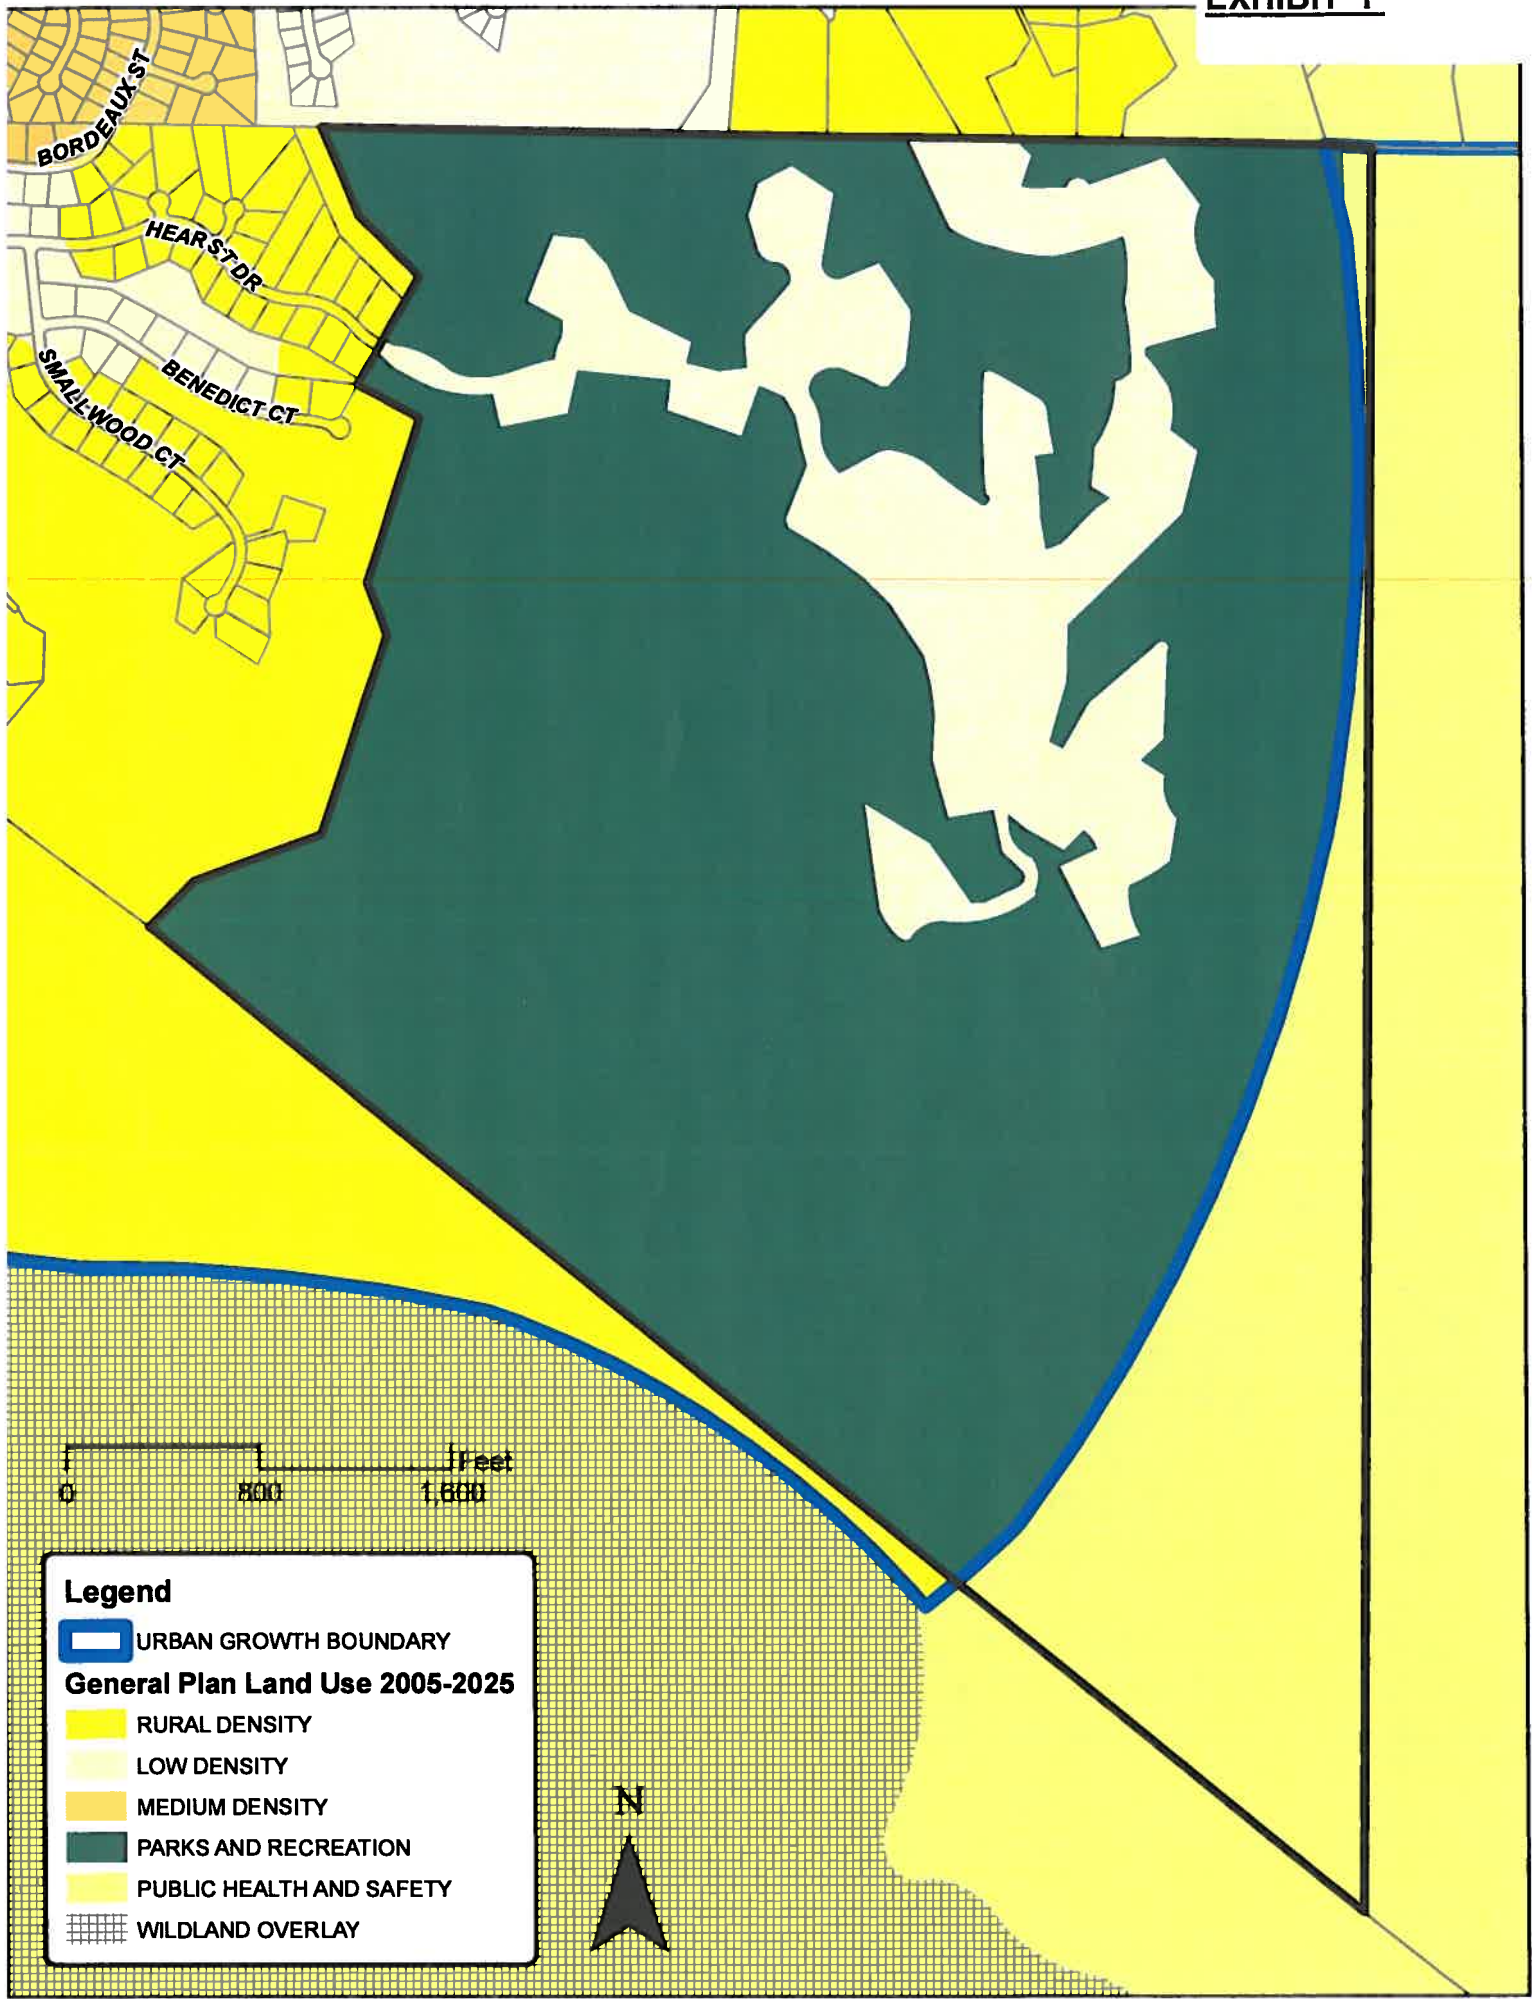 EXHIBIT
BORDEAUX ST
HEARST DR
BENEDICT CT
SMALLWOOD CT
Feet
0 800 1,600
Legend
URBAN GROWTH BOUNDARY
General Plan Land Use 2005-2025
RURAL DENSITY
LOW DENSITY
MEDIUM DENSITY
PARKS AND RECREATION
PUBLIC HEALTH AND SAFETY
WILDLAND OVERLAY
N